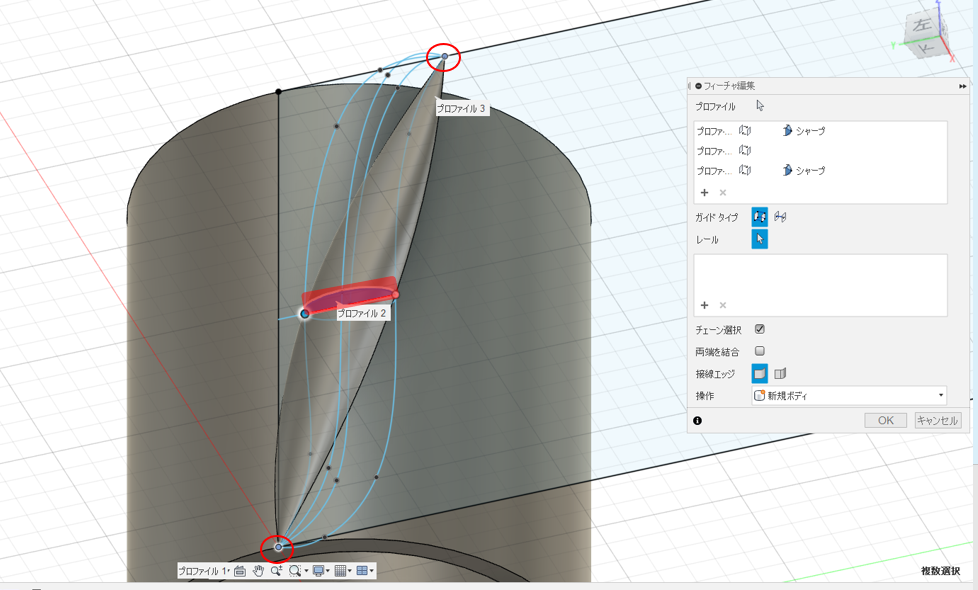 左
Z
Y
X
プロファイル 3
プロファイル 2
プロファイル 1
フィーチャ編集
プロファイル
プロファ... シャープ
プロファ...
プロファ... シャープ
ガイド タイプ
レール
チェーン選択
両端を結合
接線エッジ
操作 新規ボディ
OK キャンセル
複数選択